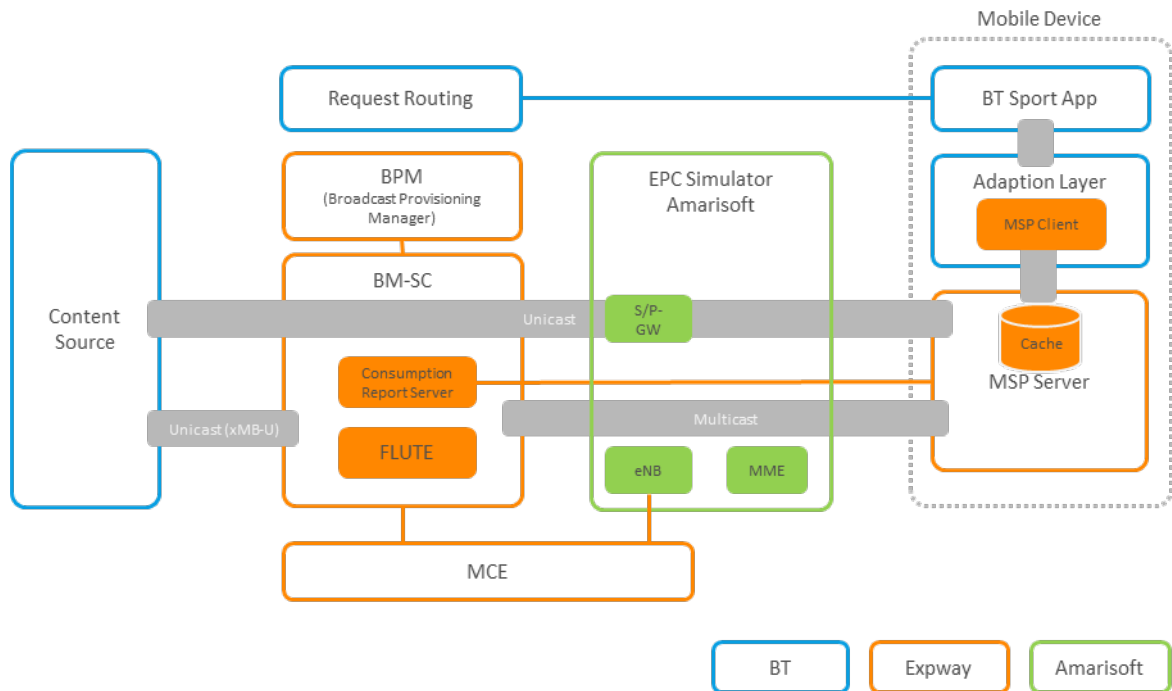 Mobile Device
Request Routing
BT Sport App
BPM
(Broadcast Provisioning
Manager)
EPC Simulator
Amarisoft
Adaption Layer
MSP Client
BM-SC
Content
Source
Unicast
S/P-
GW
Cache
MSP Server
Consumption
Report Server
Unicast (xMB-U)
Multicast
FLUTE
eNB
MME
MCE
BT
Expway
Amarisoft